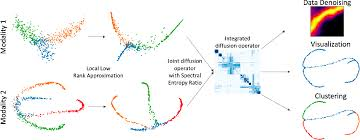 Modality 1
Local Low
Rank Approximation
Modality 2
Joint diffusion
operator
with Spectral
Entropy Ratio
Integrated
diffusion operator
Data Denoising
Visualization
Clustering